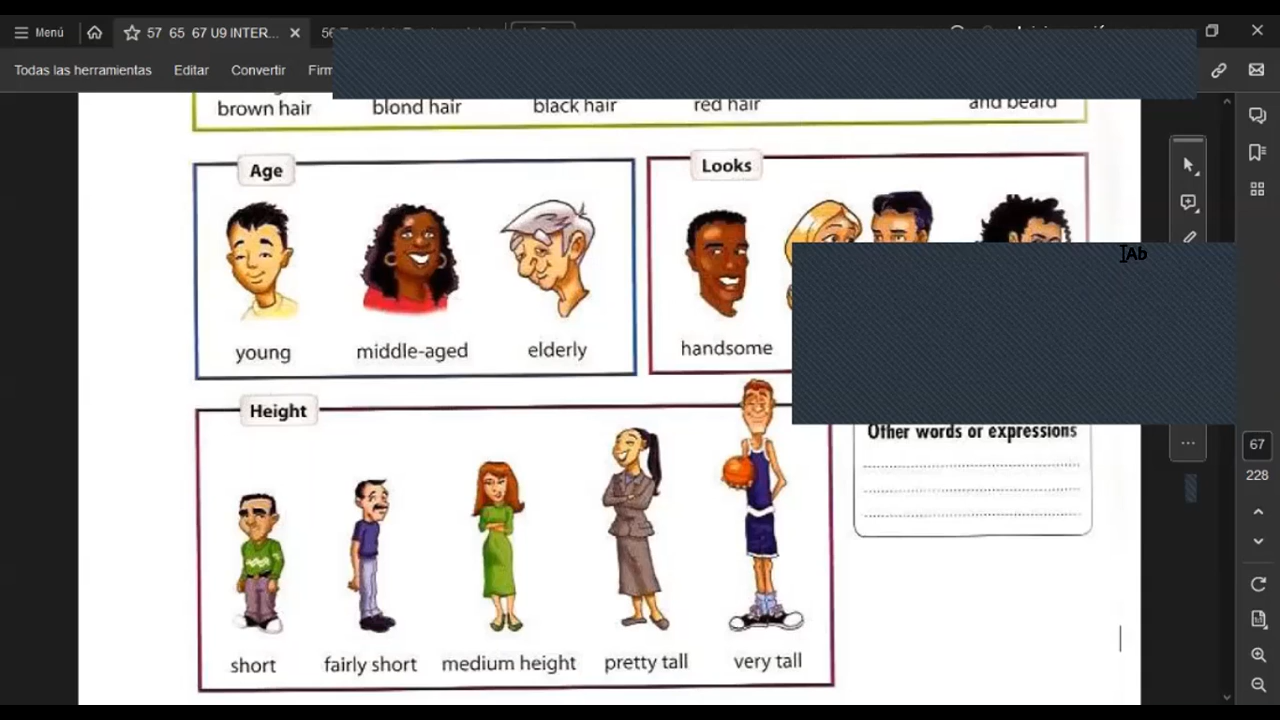 Menú
57 65 67 U9 INTER...
Todas las herramientas Editar Convertir Firm
brown hair blond hair black hair red hair and beard
Age
young middle-aged elderly
Looks
handsome
Ab
Height
short fairly short medium height pretty tall very tall
Other words or expressions
67
228